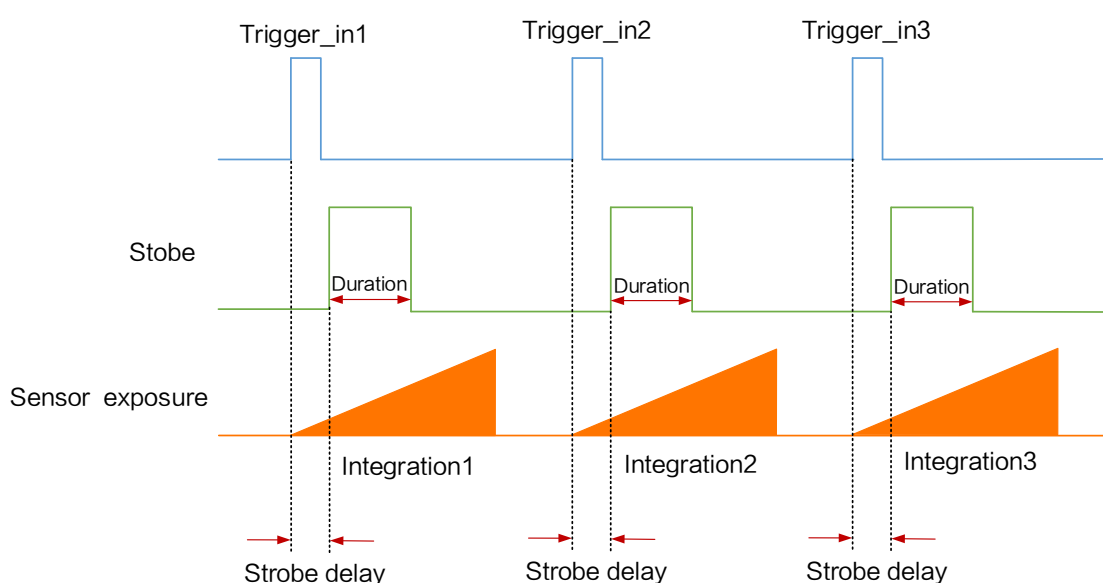 Trigger_in1 Trigger_in2 Trigger_in3
Stobe
Duration Duration Duration
Sensor exposure
Integration1 Integration2 Integration3
Strobe delay Strobe delay Strobe delay